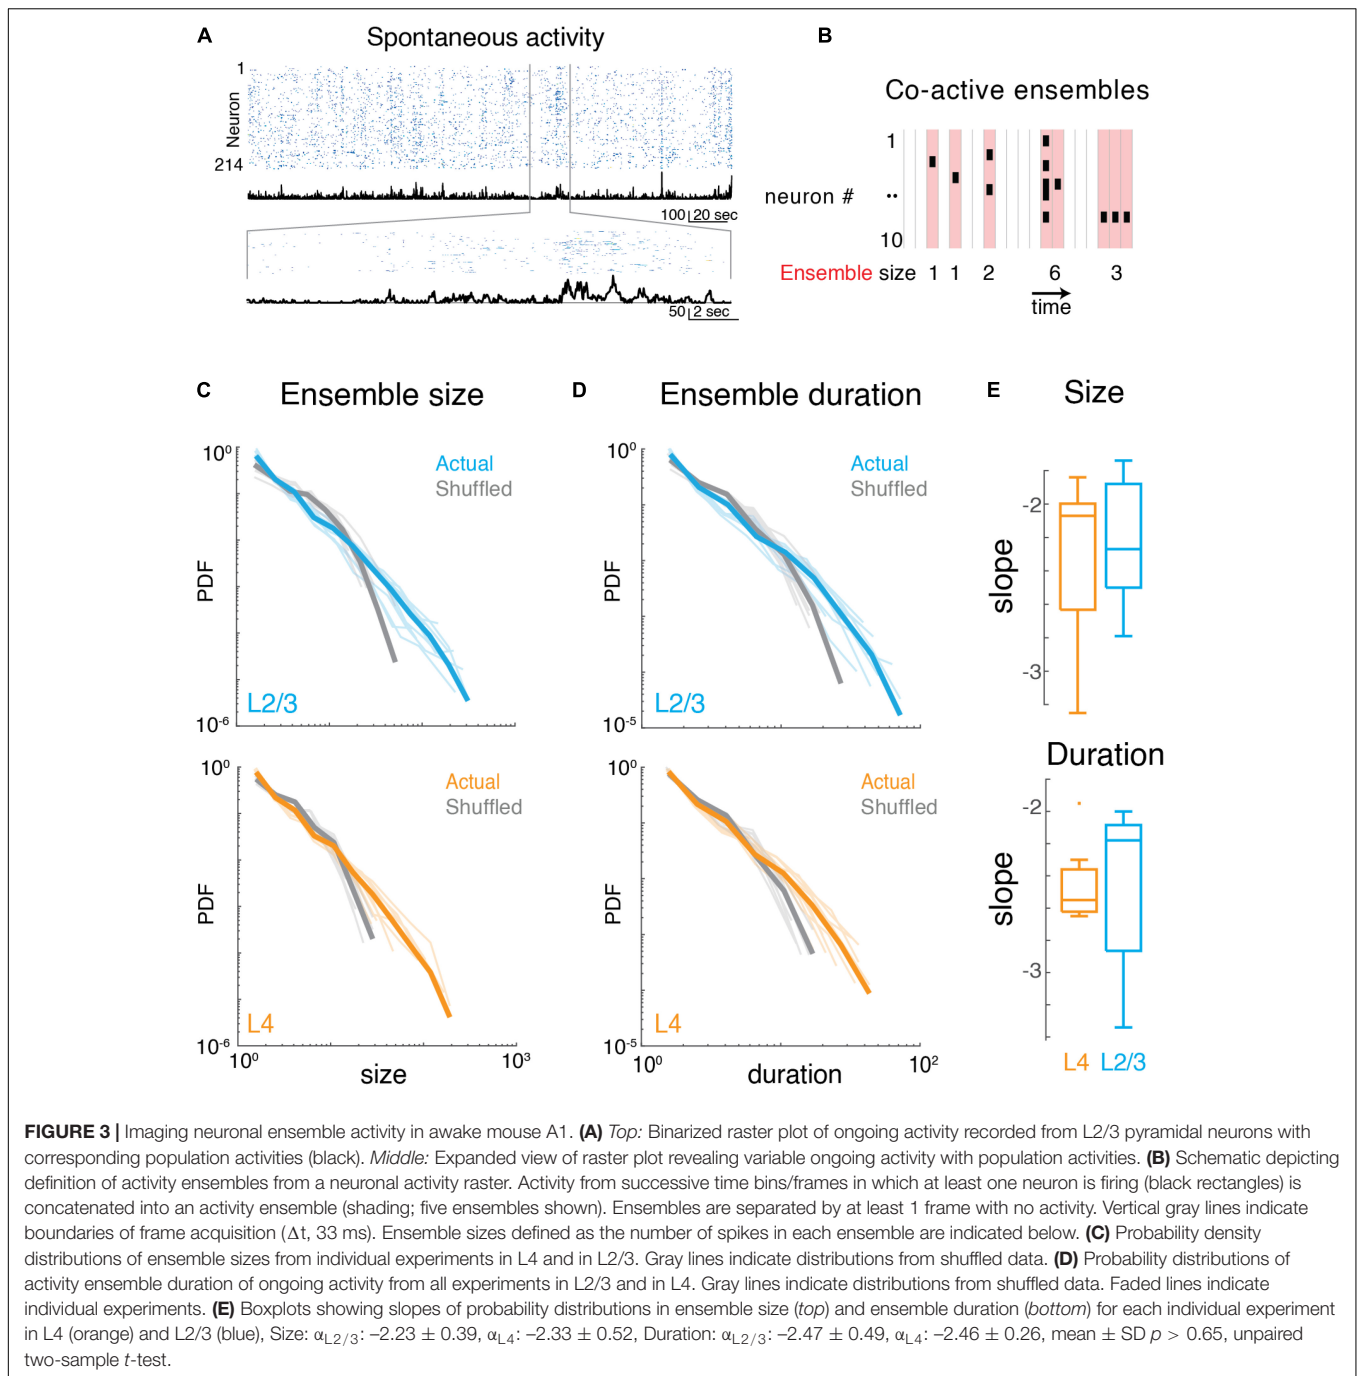 A
Spontaneous activity
1
Neuron
214
100 20 sec
50 2 sec
B
Co-active ensembles
1
neuron # ..
10
Ensemble size 1 1 2 6 3
time
C
Ensemble size
10⁰
Actual
Shuffled
PDF
L2/3
10⁻⁶
10⁰
Actual
Shuffled
PDF
L4
10⁻⁶
10⁰ 10³
size
D
Ensemble duration
10⁰
Actual
Shuffled
PDF
L2/3
10⁻⁵
10⁰
Actual
Shuffled
PDF
L4
10⁻⁵
10⁰ 10²
duration
E
Size
-2
slope
-3
Duration
-2
slope
-3
L4 L2/3
FIGURE 3 | Imaging neuronal ensemble activity in awake mouse A1. (A) Top: Binarized raster plot of ongoing activity recorded from L2/3 pyramidal neurons with
corresponding population activities (black). Middle: Expanded view of raster plot revealing variable ongoing activity with population activities. (B) Schematic depicting
definition of activity ensembles from a neuronal activity raster. Activity from successive time bins/frames in which at least one neuron is firing (black rectangles) is
concatenated into an activity ensemble (shading; five ensembles shown). Ensembles are separated by at least 1 frame with no activity. Vertical gray lines indicate
boundaries of frame acquisition (Δt, 33 ms). Ensemble sizes defined as the number of spikes in each ensemble are indicated below. (C) Probability density
distributions of ensemble sizes from individual experiments in L4 and in L2/3. Gray lines indicate distributions from shuffled data. (D) Probability distributions of
activity ensemble duration of ongoing activity from all experiments in L2/3 and in L4. Gray lines indicate distributions from shuffled data. Faded lines indicate
individual experiments. (E) Boxplots showing slopes of probability distributions in ensemble size (top) and ensemble duration (bottom) for each individual experiment
in L4 (orange) and L2/3 (blue), Size: α_L2/3: –2.23 ± 0.39, α_L4: –2.33 ± 0.52, Duration: α_L2/3: –2.47 ± 0.49, α_L4: –2.46 ± 0.26, mean ± SD p > 0.65, unpaired
two-sample t-test.